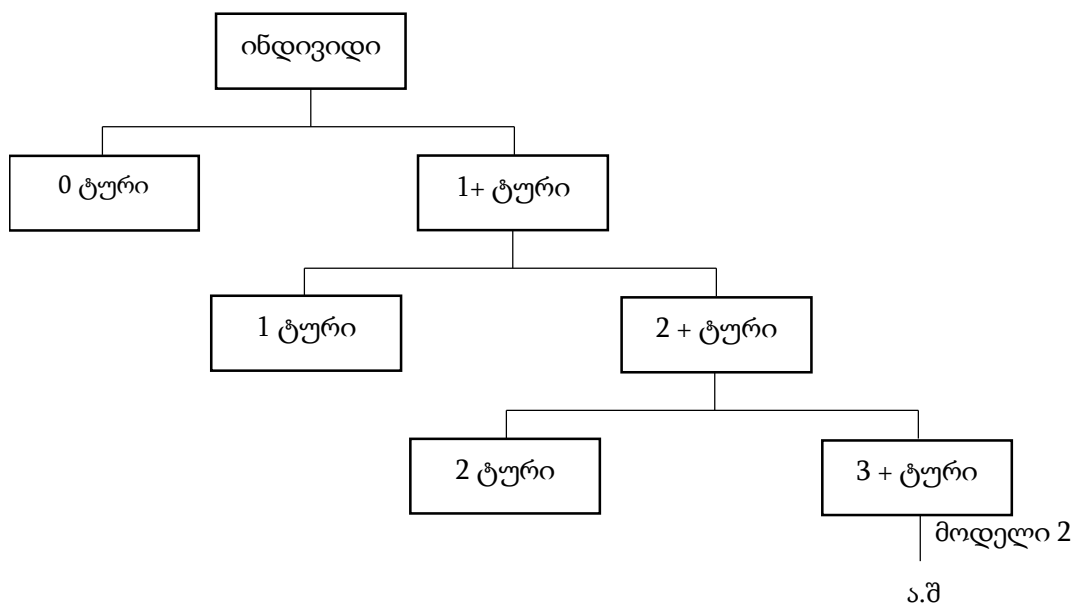 ინდივიდი
0 ტური
1+ ტური
1 ტური
2 + ტური
2 ტური
3 + ტური
მოდელი 2
ა.შ